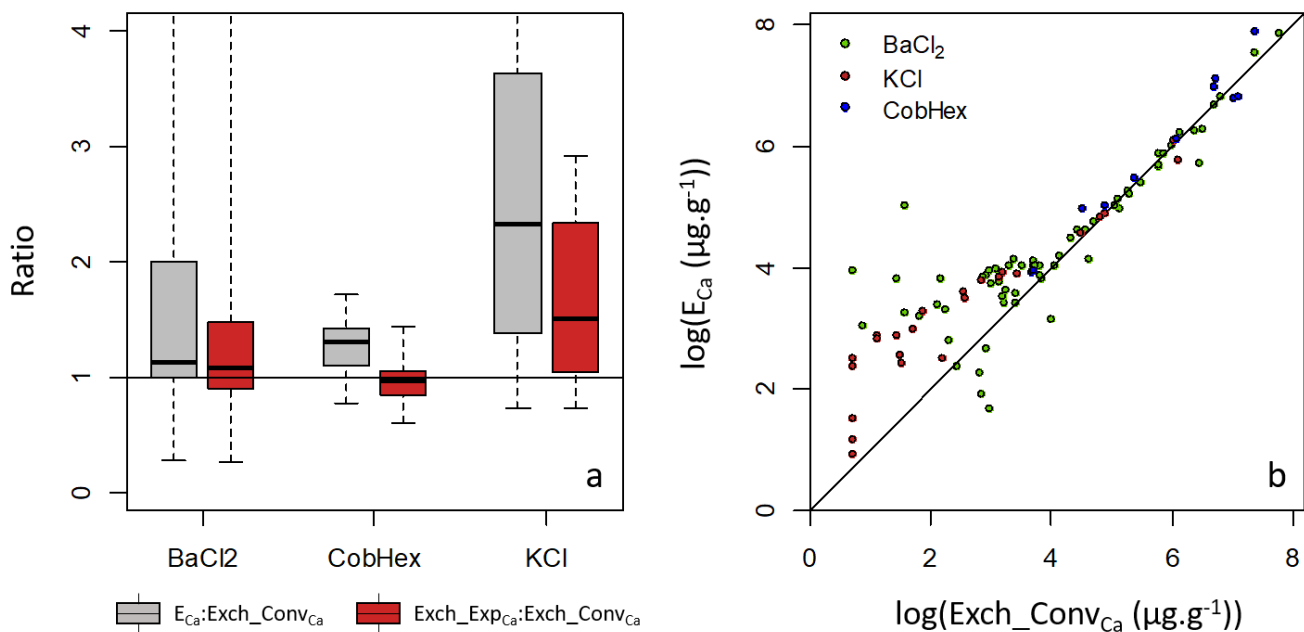 Ratio
4
3
2
1
0
a
BaCl2 CobHex KCl
E_Ca:Exch_Conv_Ca Exch_Exp_Ca:Exch_Conv_Ca
log(E_Ca (µg.g⁻¹))
8
6
4
2
0
BaCl₂
KCl
CobHex
b
0 2 4 6 8
log(Exch_Conv_Ca (µg.g⁻¹))